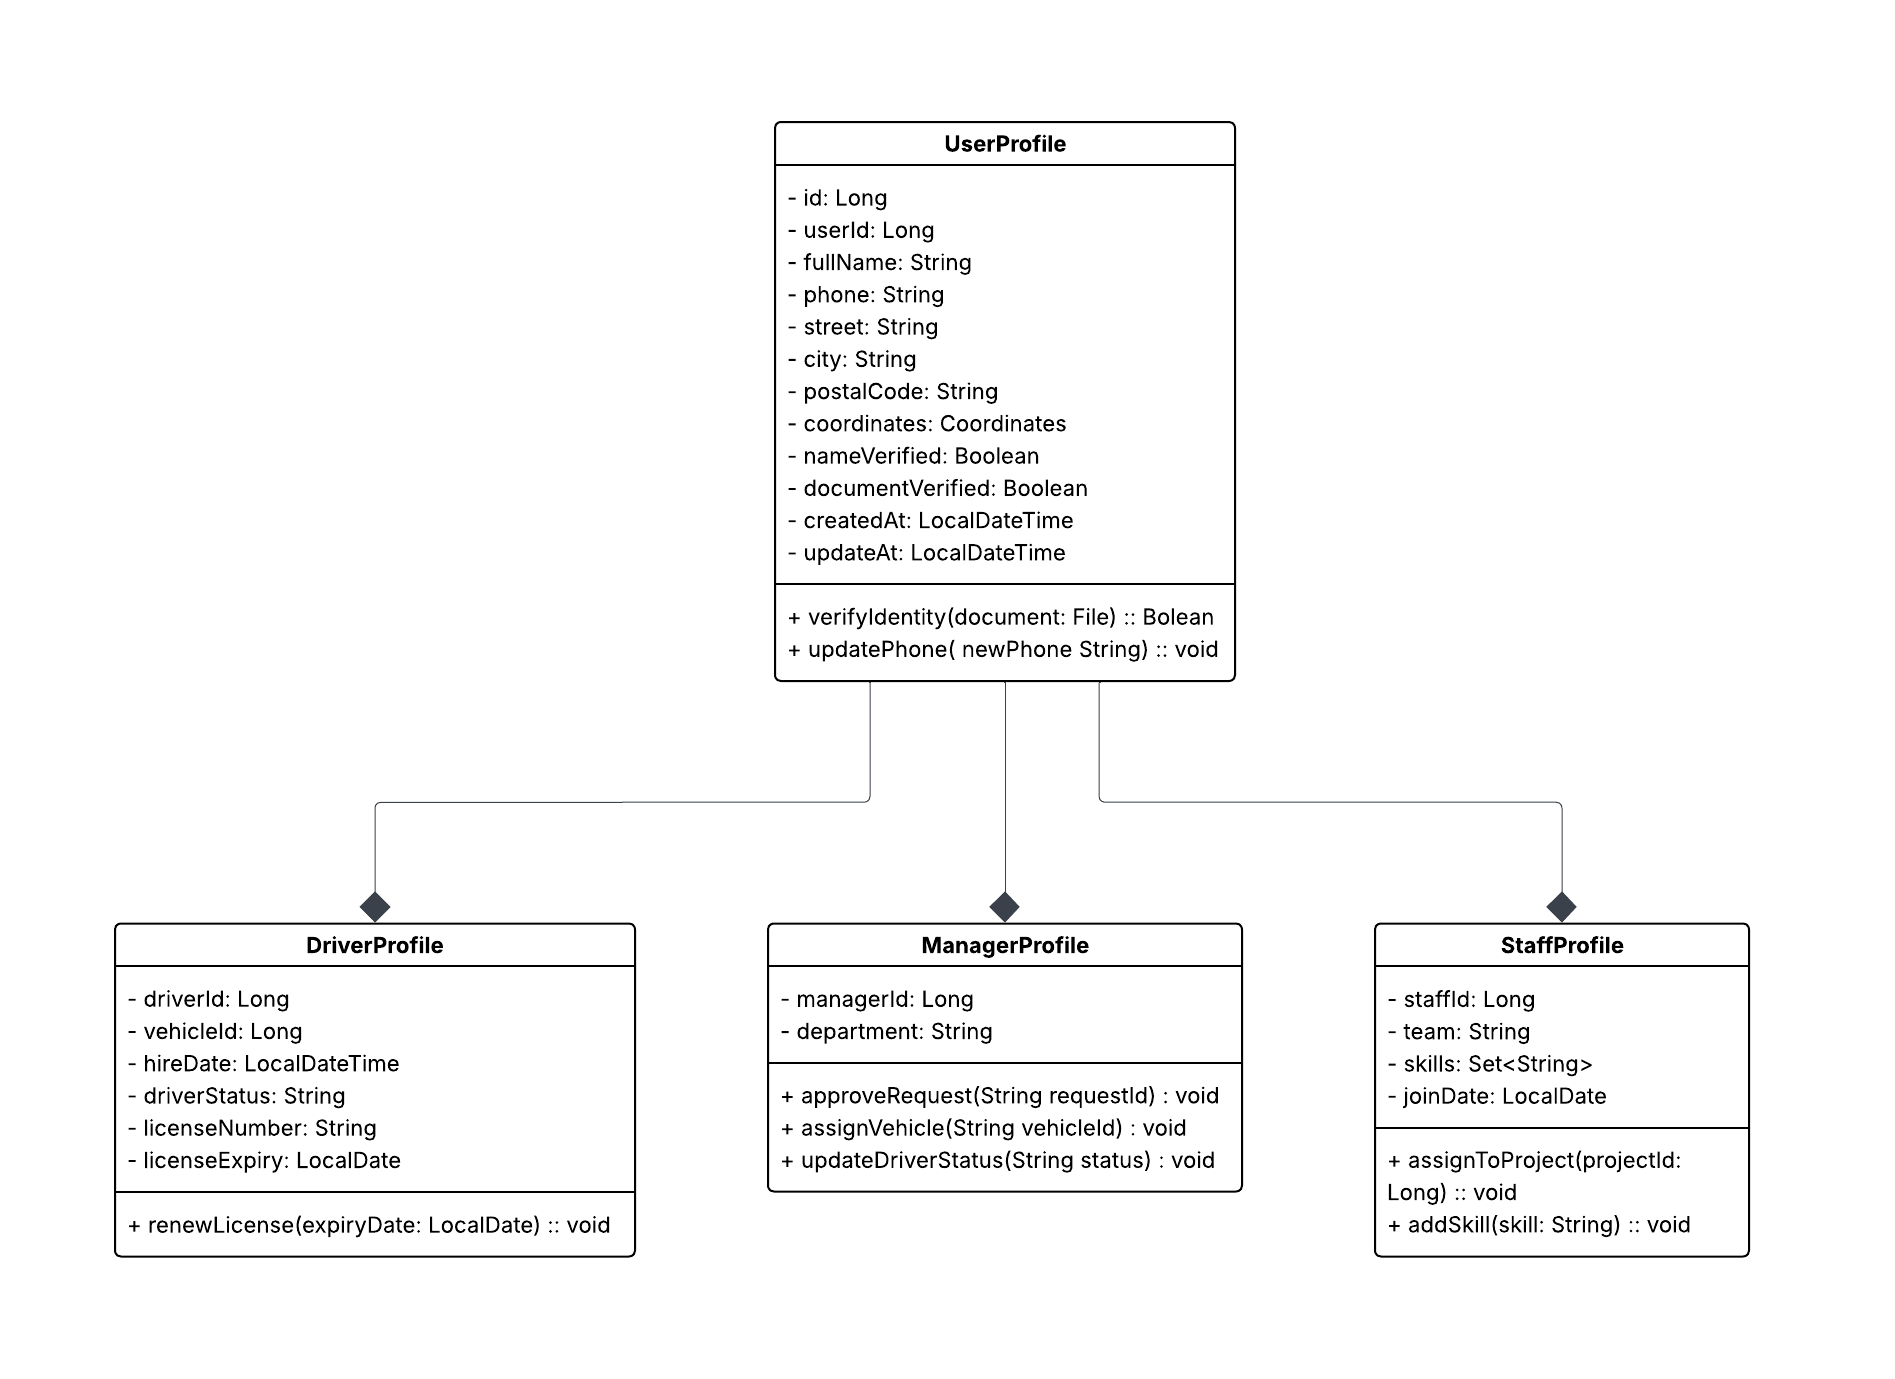 UserProfile
- id: Long
- userId: Long
- fullName: String
- phone: String
- street: String
- city: String
- postalCode: String
- coordinates: Coordinates
- nameVerified: Boolean
- documentVerified: Boolean
- createdAt: LocalDateTime
- updateAt: LocalDateTime
+ verifyIdentity(document: File) :: Bolean
+ updatePhone( newPhone String) :: void
DriverProfile
- driverId: Long
- vehicleId: Long
- hireDate: LocalDateTime
- driverStatus: String
- licenseNumber: String
- licenseExpiry: LocalDate
+ renewLicense(expiryDate: LocalDate) :: void
ManagerProfile
- managerId: Long
- department: String
+ approveRequest(String requestId) : void
+ assignVehicle(String vehicleId) : void
+ updateDriverStatus(String status) : void
StaffProfile
- staffId: Long
- team: String
- skills: Set<String>
- joinDate: LocalDate
+ assignToProject(projectId:
Long) :: void
+ addSkill(skill: String) :: void